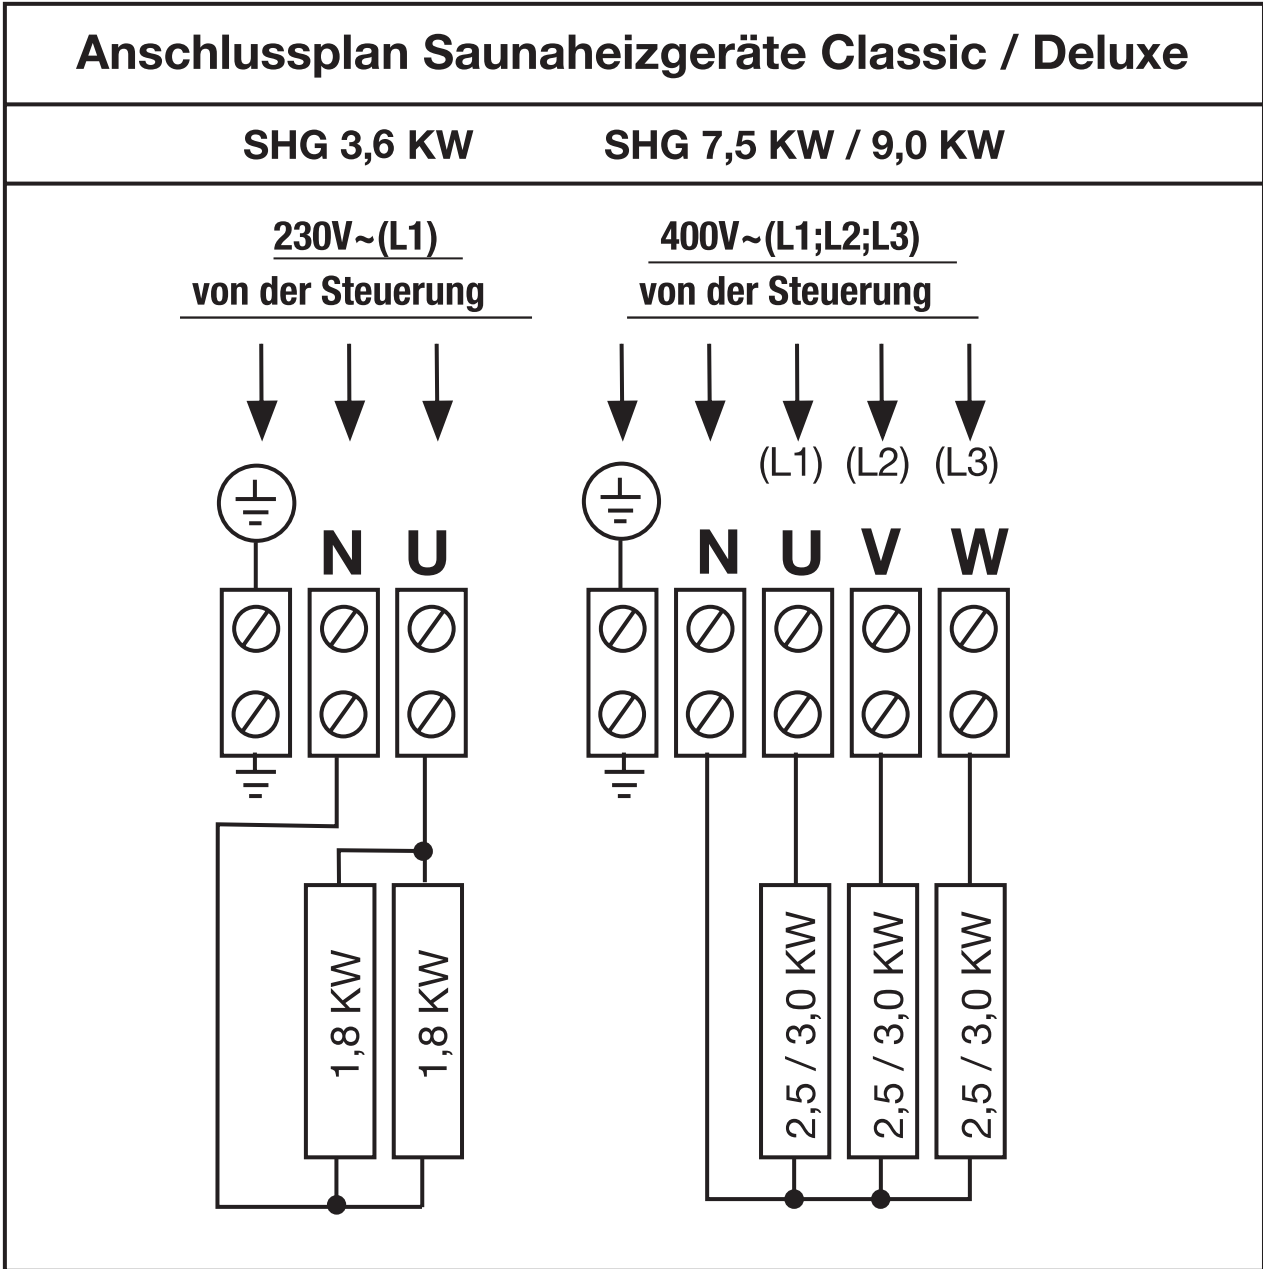 Anschlussplan Saunaheizgeräte Classic / Deluxe
SHG 3,6 KW
SHG 7,5 KW / 9,0 KW
230V~(L1)
von der Steuerung
N U
1,8 KW
1,8 KW
400V~(L1;L2;L3)
von der Steuerung
(L1) (L2) (L3)
N U V W
2,5 / 3,0 KW
2,5 / 3,0 KW
2,5 / 3,0 KW